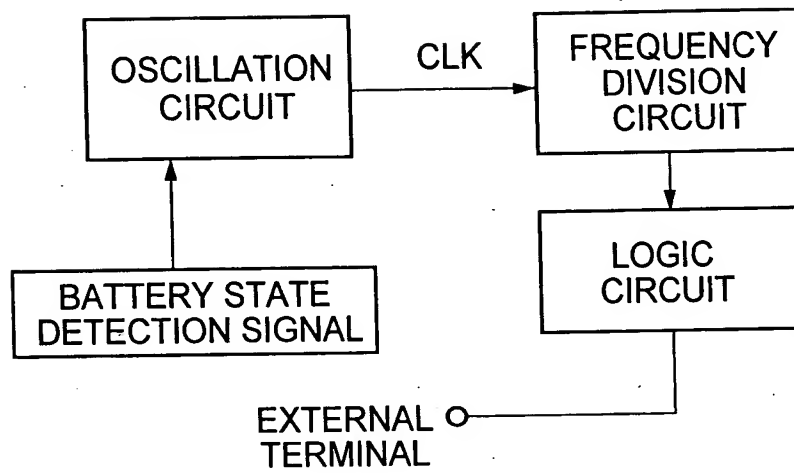 OSCILLATION
CIRCUIT
CLK
FREQUENCY
DIVISION
CIRCUIT
BATTERY STATE
DETECTION SIGNAL
LOGIC
CIRCUIT
EXTERNAL
TERMINAL